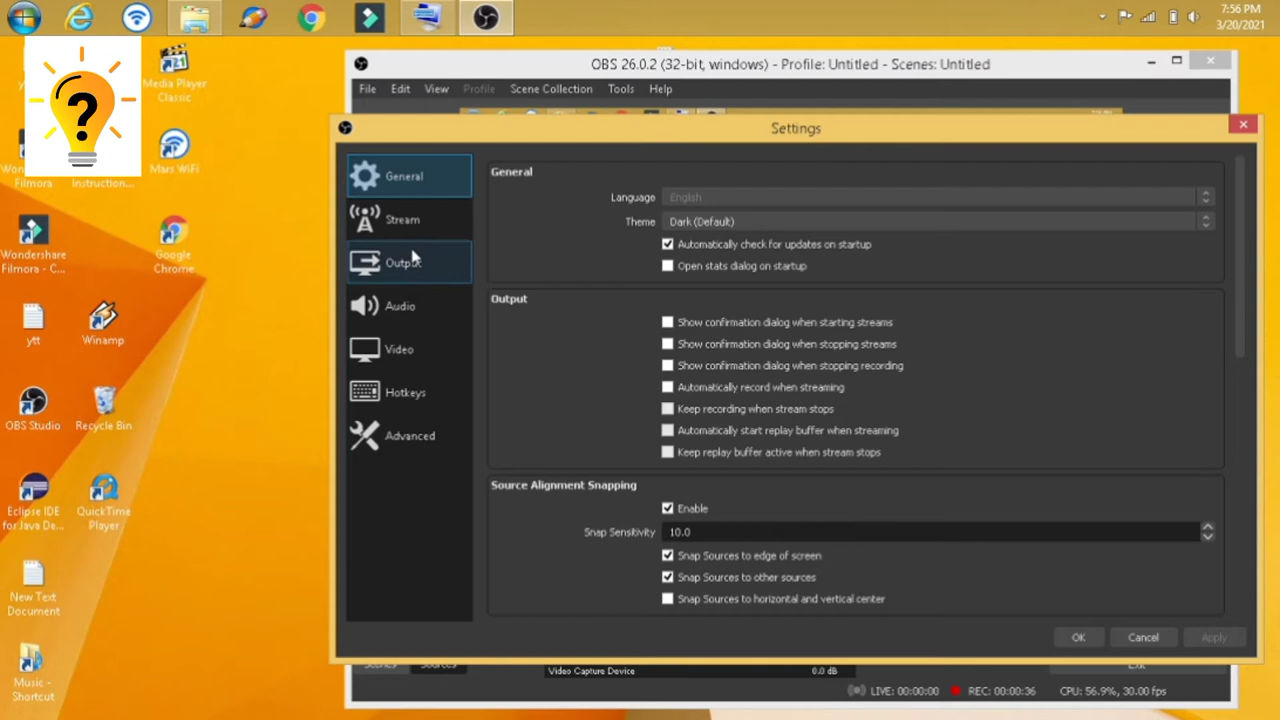 7:56 PM
3/20/2021
Media Player
Classic
Mars WiFi
Filmora
Instruction...
Wondershare
Filmora - C...
Google
Chrome
ytt
Winamp
OBS Studio
Recycle Bin
Eclipse IDE
for Java De...
QuickTime
Player
New Text
Document
Music -
Shortcut
?
OBS 26.0.2 (32-bit, windows) - Profile: Untitled - Scenes: Untitled
File Edit View Profile Scene Collection Tools Help
Settings
General
Stream
Output
Audio
Video
Hotkeys
Advanced
General
Language English
Theme Dark (Default)
Automatically check for updates on startup
Open stats dialog on startup
Output
Show confirmation dialog when starting streams
Show confirmation dialog when stopping streams
Show confirmation dialog when stopping recording
Automatically record when streaming
Keep recording when stream stops
Automatically start replay buffer when streaming
Keep replay buffer active when stream stops
Source Alignment Snapping
Enable
Snap Sensitivity 10.0
Snap Sources to edge of screen
Snap Sources to other sources
Snap Sources to horizontal and vertical center
OK Cancel Apply
Scenes Sources
Video Capture Device 0.0 dB
Exit
LIVE: 00:00:00 REC: 00:00:36 CPU: 56.9%, 30.00 fps